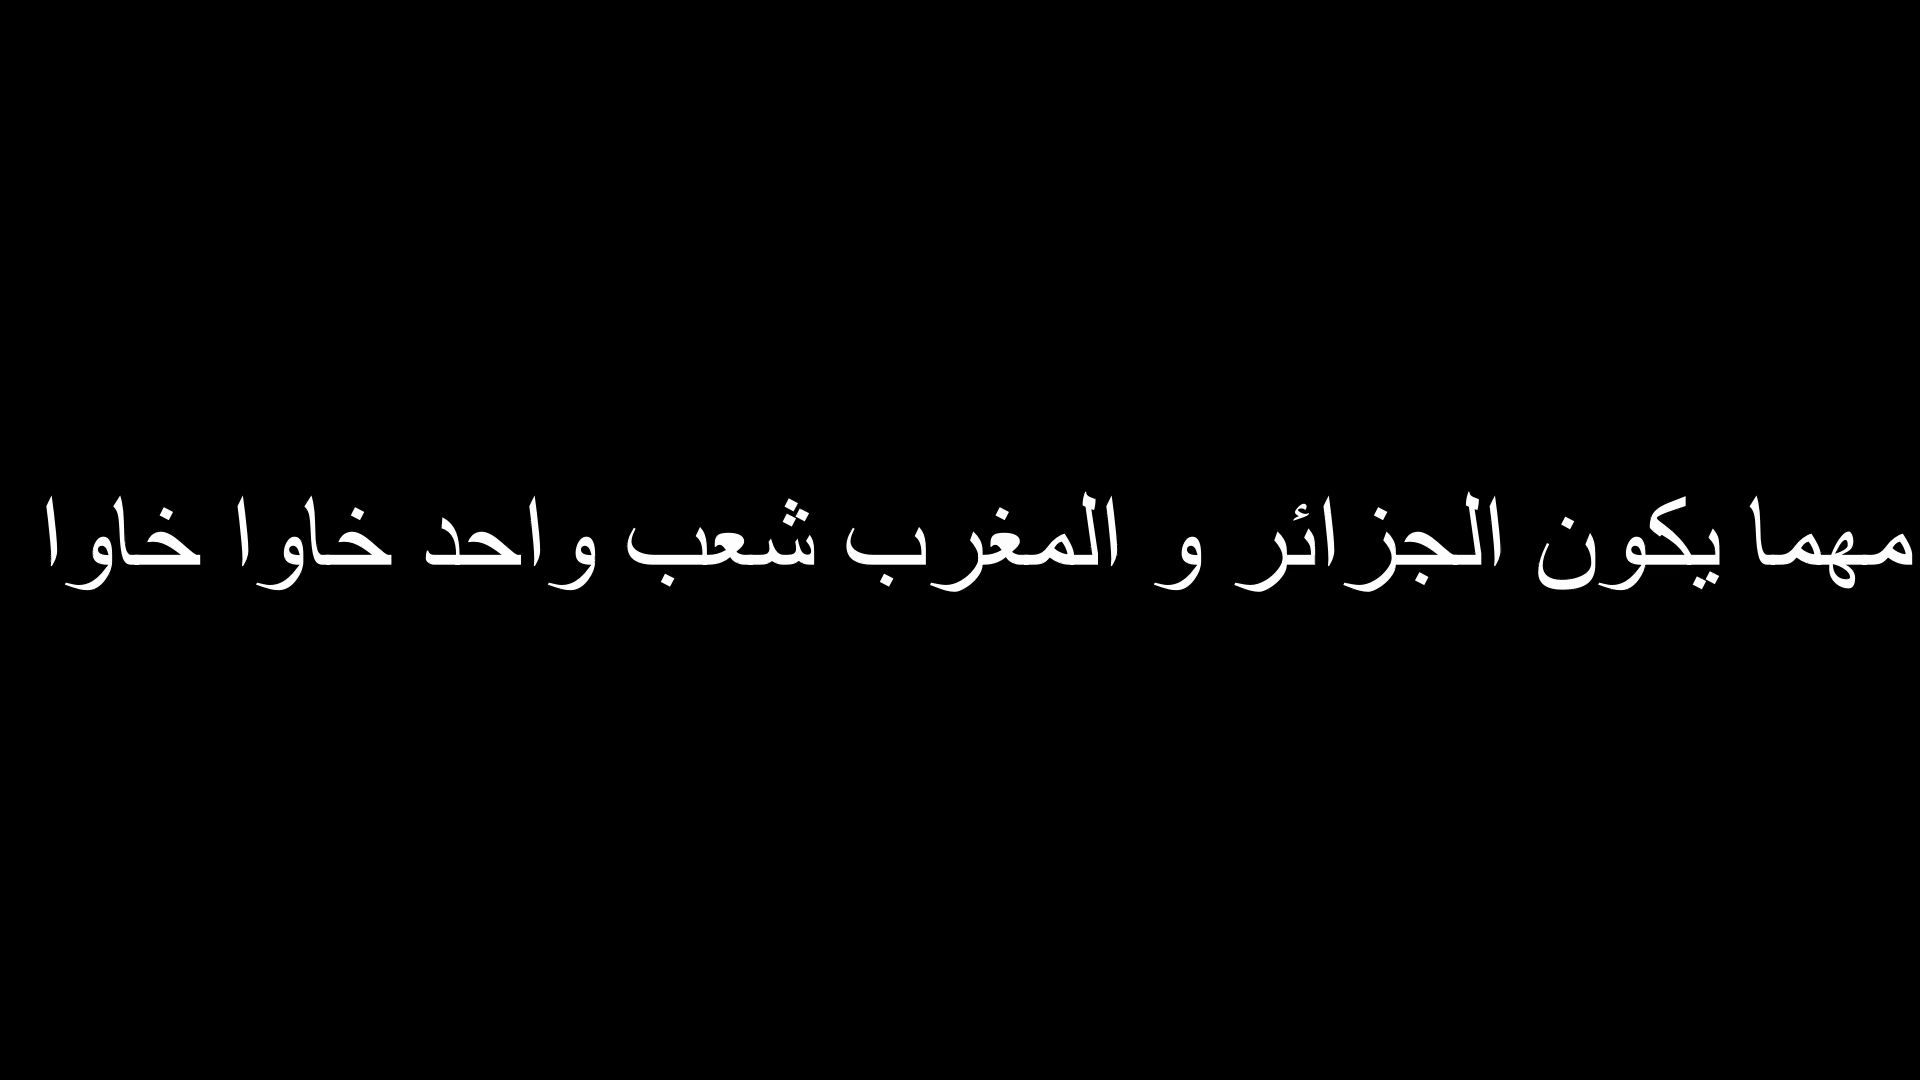 مهما يكون الجزائر و المغرب شعب واحد خاوا خاوا